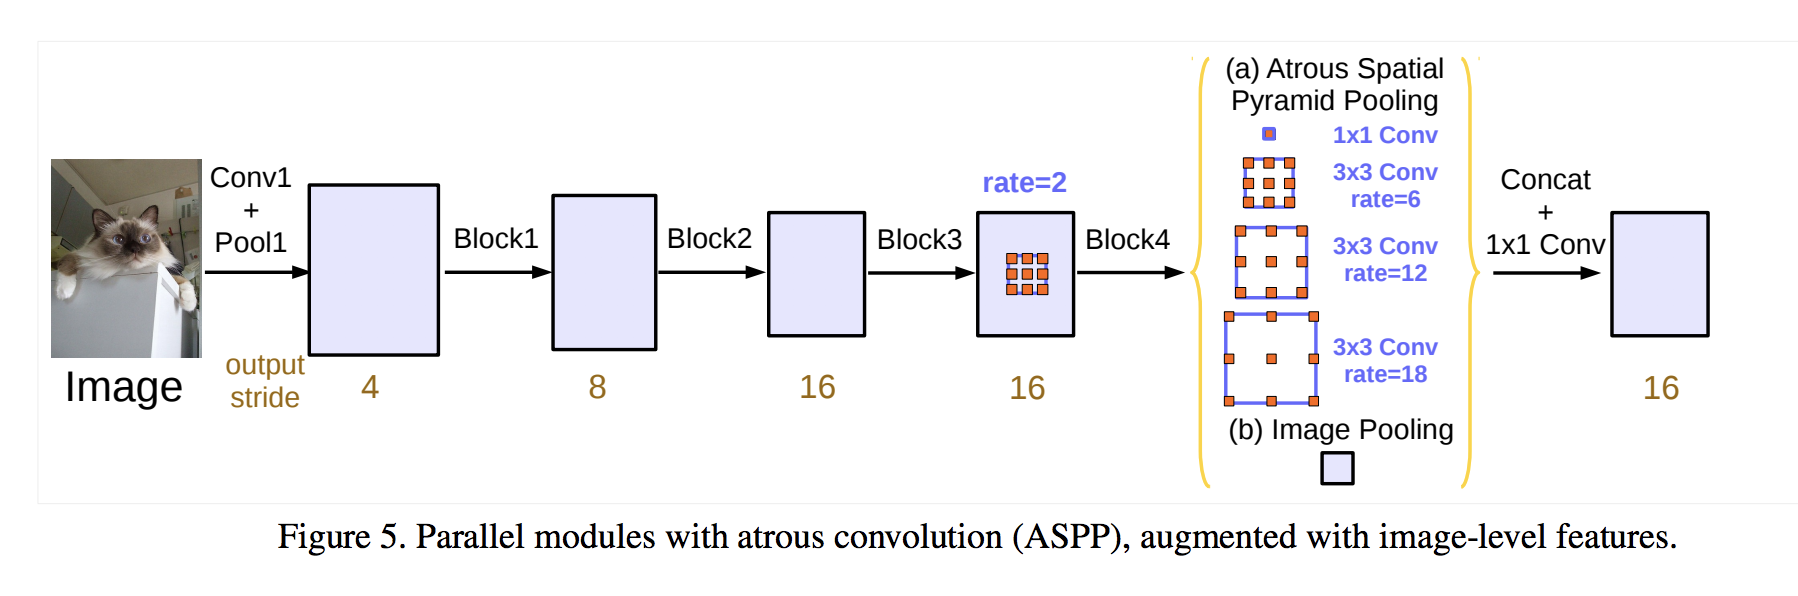 Image
Conv1
+
Pool1
output
stride
4
Block1
8
Block2
16
Block3
rate=2
16
Block4
(a) Atrous Spatial
Pyramid Pooling
1x1 Conv
3x3 Conv
rate=6
3x3 Conv
rate=12
3x3 Conv
rate=18
(b) Image Pooling
Concat
+
1x1 Conv
16
Figure 5. Parallel modules with atrous convolution (ASPP), augmented with image-level features.